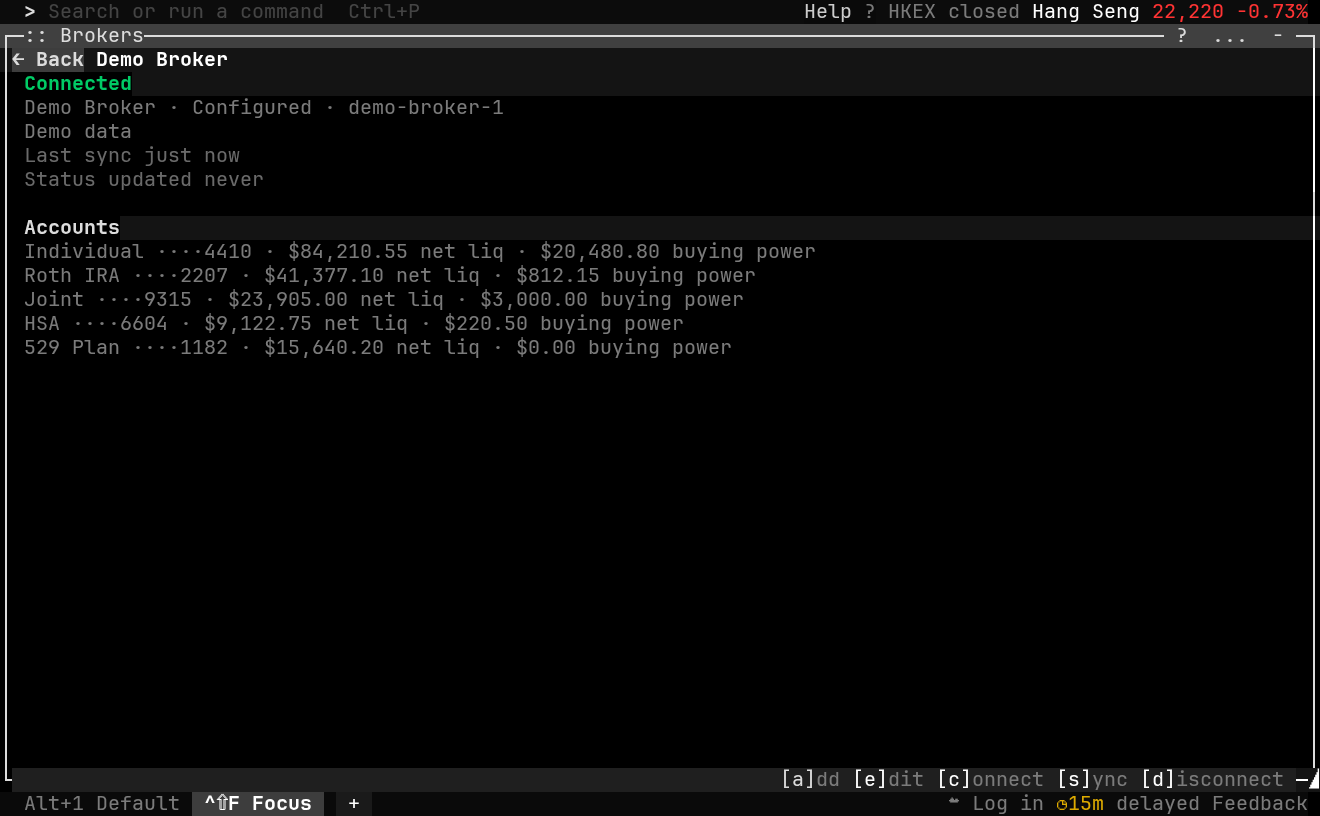 > Search or run a command  Ctrl+P Help ? HKEX closed Hang Seng 22,220 -0.73%
:: Brokers ? ... -
← Back Demo Broker
Connected
Demo Broker · Configured · demo-broker-1
Demo data
Last sync just now
Status updated never
Accounts
Individual ····4410 · $84,210.55 net liq · $20,480.80 buying power
Roth IRA ····2207 · $41,377.10 net liq · $812.15 buying power
Joint ····9315 · $23,905.00 net liq · $3,000.00 buying power
HSA ····6604 · $9,122.75 net liq · $220.50 buying power
529 Plan ····1182 · $15,640.20 net liq · $0.00 buying power
[a]dd [e]dit [c]onnect [s]ync [d]isconnect
Alt+1 Default ^⇧F Focus + Log in ◷15m delayed Feedback